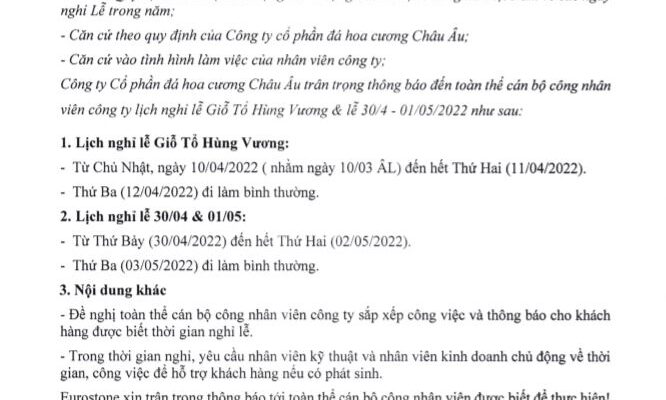 nghỉ Lễ trong năm;
- Căn cứ theo quy định của Công ty cổ phần đá hoa cương Châu Âu;
- Căn cứ vào tình hình làm việc của nhân viên công ty;
Công ty Cổ phần đá hoa cương Châu Âu trân trọng thông báo đến toàn thể cán bộ công nhân
viên công ty lịch nghỉ lễ Giỗ Tổ Hùng Vương & lễ 30/4 - 01/05/2022 như sau:
1. Lịch nghỉ lễ Giỗ Tổ Hùng Vương:
- Từ Chủ Nhật, ngày 10/04/2022 ( nhằm ngày 10/03 ÂL) đến hết Thứ Hai (11/04/2022).
- Thứ Ba (12/04/2022) đi làm bình thường.
2. Lịch nghỉ lễ 30/04 & 01/05:
- Từ Thứ Bảy (30/04/2022) đến hết Thứ Hai (02/05/2022).
- Thứ Ba (03/05/2022) đi làm bình thường.
3. Nội dung khác
- Đề nghị toàn thể cán bộ công nhân viên công ty sắp xếp công việc và thông báo cho khách
hàng được biết thời gian nghỉ lễ.
- Trong thời gian nghỉ, yêu cầu nhân viên kỹ thuật và nhân viên kinh doanh chủ động về thời
gian, công việc để hỗ trợ khách hàng nếu có phát sinh.
Eurostone xin trân trọng thông báo tới toàn thể cán bộ công nhân viên được biết để thực hiện!